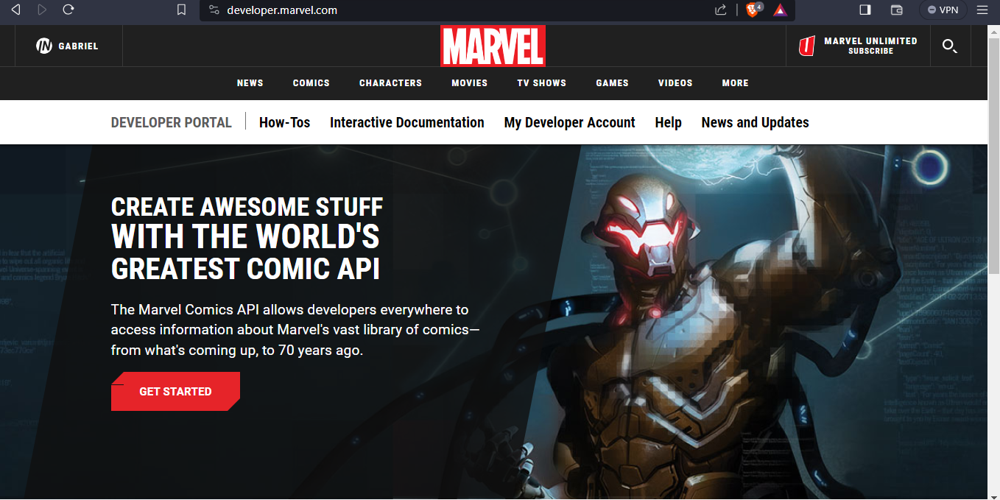 developer.marvel.com
4
VPN
IN GABRIEL
MARVEL
MARVEL UNLIMITED
SUBSCRIBE
NEWS COMICS CHARACTERS MOVIES TV SHOWS GAMES VIDEOS MORE
DEVELOPER PORTAL How-Tos Interactive Documentation My Developer Account Help News and Updates
CREATE AWESOME STUFF
WITH THE WORLD'S
GREATEST COMIC API
The Marvel Comics API allows developers everywhere to
access information about Marvel's vast library of comics—
from what's coming up, to 70 years ago.
GET STARTED